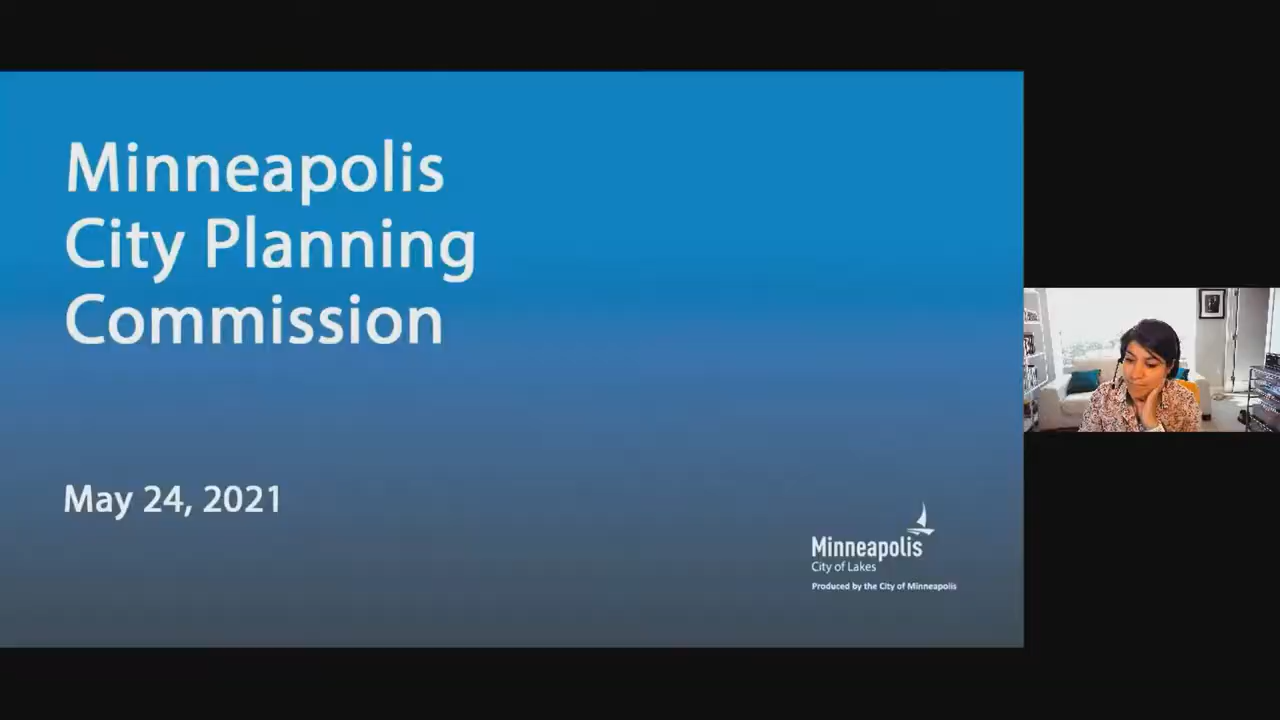 Minneapolis
City Planning
Commission
May 24, 2021
Minneapolis
City of Lakes
Produced by the City of Minneapolis